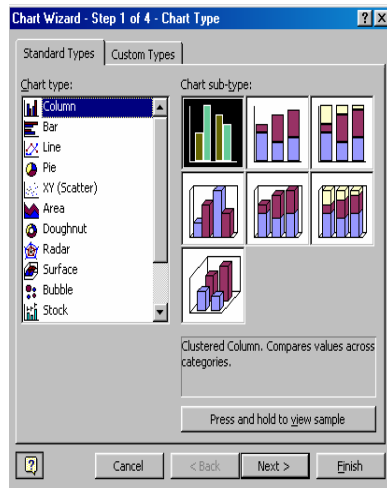 Chart Wizard - Step 1 of 4 - Chart Type
Standard Types Custom Types
Chart type:
Column
Bar
Line
Pie
XY (Scatter)
Area
Doughnut
Radar
Surface
Bubble
Stock
Chart sub-type:
Clustered Column. Compares values across
categories.
Press and hold to view sample
Cancel < Back Next > Finish